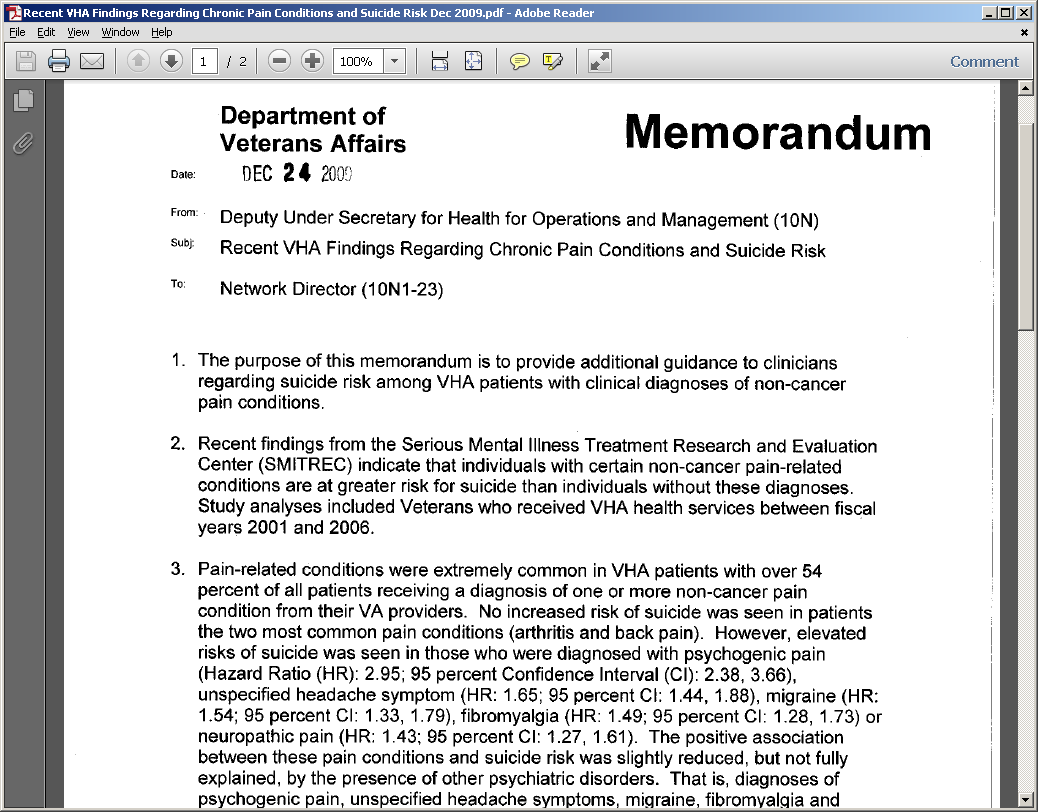 Recent VHA Findings Regarding Chronic Pain Conditions and Suicide Risk Dec 2009.pdf - Adobe Reader
File Edit View Window Help
1 / 2 100% Comment
Department of
Veterans Affairs
Memorandum
Date: DEC 24 2009
From: Deputy Under Secretary for Health for Operations and Management (10N)
Subj: Recent VHA Findings Regarding Chronic Pain Conditions and Suicide Risk
To: Network Director (10N1-23)
1. The purpose of this memorandum is to provide additional guidance to clinicians
regarding suicide risk among VHA patients with clinical diagnoses of non-cancer
pain conditions.
2. Recent findings from the Serious Mental Illness Treatment Research and Evaluation
Center (SMITREC) indicate that individuals with certain non-cancer pain-related
conditions are at greater risk for suicide than individuals without these diagnoses.
Study analyses included Veterans who received VHA health services between fiscal
years 2001 and 2006.
3. Pain-related conditions were extremely common in VHA patients with over 54
percent of all patients receiving a diagnosis of one or more non-cancer pain
condition from their VA providers. No increased risk of suicide was seen in patients
the two most common pain conditions (arthritis and back pain). However, elevated
risks of suicide was seen in those who were diagnosed with psychogenic pain
(Hazard Ratio (HR): 2.95; 95 percent Confidence Interval (CI): 2.38, 3.66),
unspecified headache symptom (HR: 1.65; 95 percent CI: 1.44, 1.88), migraine (HR:
1.54; 95 percent CI: 1.33, 1.79), fibromyalgia (HR: 1.49; 95 percent CI: 1.28, 1.73) or
neuropathic pain (HR: 1.43; 95 percent CI: 1.27, 1.61). The positive association
between these pain conditions and suicide risk was slightly reduced, but not fully
explained, by the presence of other psychiatric disorders. That is, diagnoses of
psychogenic pain, unspecified headache symptoms, migraine, fibromyalgia and